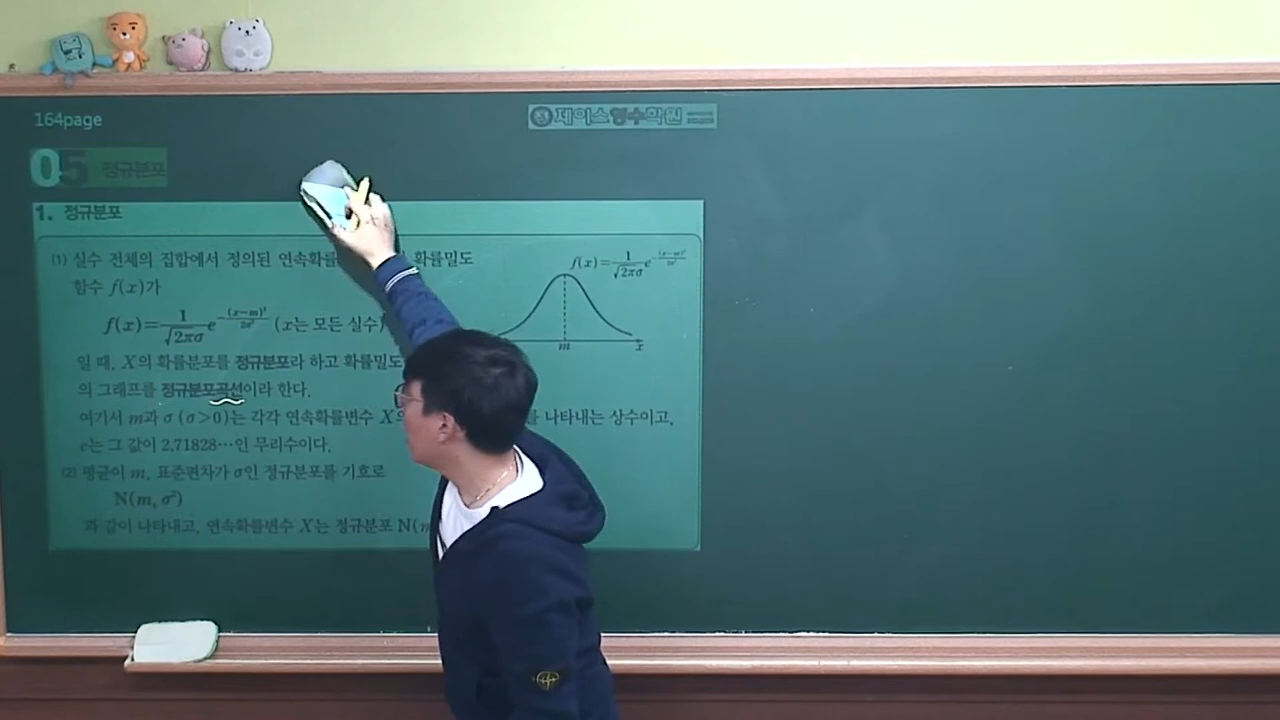 164page
제이스영수학원
05 정규분포
1. 정규분포
(1) 실수 전체의 집합에서 정의된 연속확률 확률밀도
함수 f(x)가
f(x)=1/√2πσ e^-(x-m)²/2σ² (x는 모든 실수)
f(x)=1/√2πσ e^-(x-m)²/2σ²
m x
일 때, X의 확률분포를 정규분포라 하고 확률밀도
의 그래프를 정규분포곡선이라 한다.
여기서 m과 σ (σ>0)는 각각 연속확률변수 X의 를 나타내는 상수이고,
e는 그 값이 2.71828…인 무리수이다.
(2) 평균이 m, 표준편차가 σ인 정규분포를 기호로
N(m, σ²)
과 같이 나타내고, 연속확률변수 X는 정규분포 N(m